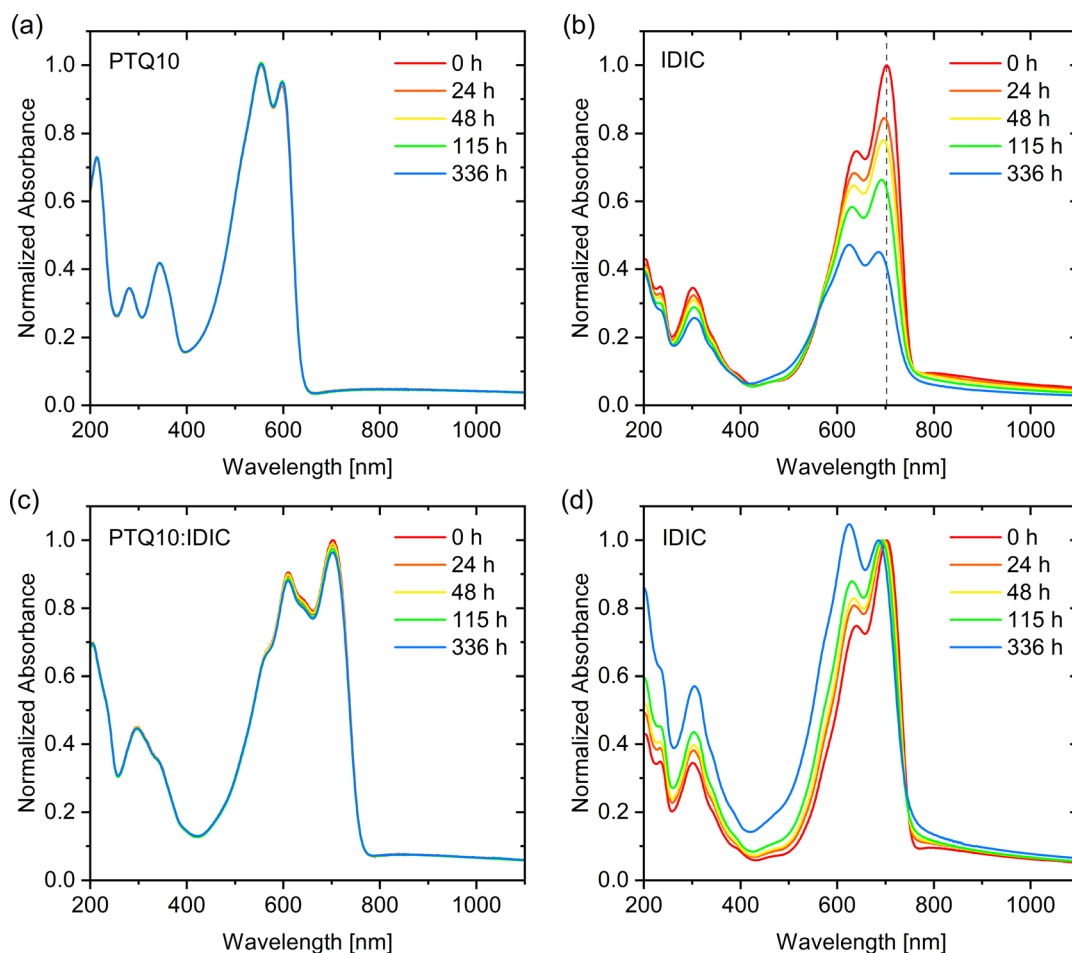 (a)
PTQ10
0 h
24 h
48 h
115 h
336 h
1.0
0.8
0.6
0.4
0.2
0.0
200 400 600 800 1000
Normalized Absorbance
Wavelength [nm]
(b)
IDIC
0 h
24 h
48 h
115 h
336 h
1.0
0.8
0.6
0.4
0.2
0.0
200 400 600 800 1000
Normalized Absorbance
Wavelength [nm]
(c)
PTQ10:IDIC
0 h
24 h
48 h
115 h
336 h
1.0
0.8
0.6
0.4
0.2
0.0
200 400 600 800 1000
Normalized Absorbance
Wavelength [nm]
(d)
IDIC
0 h
24 h
48 h
115 h
336 h
1.0
0.8
0.6
0.4
0.2
0.0
200 400 600 800 1000
Normalized Absorbance
Wavelength [nm]